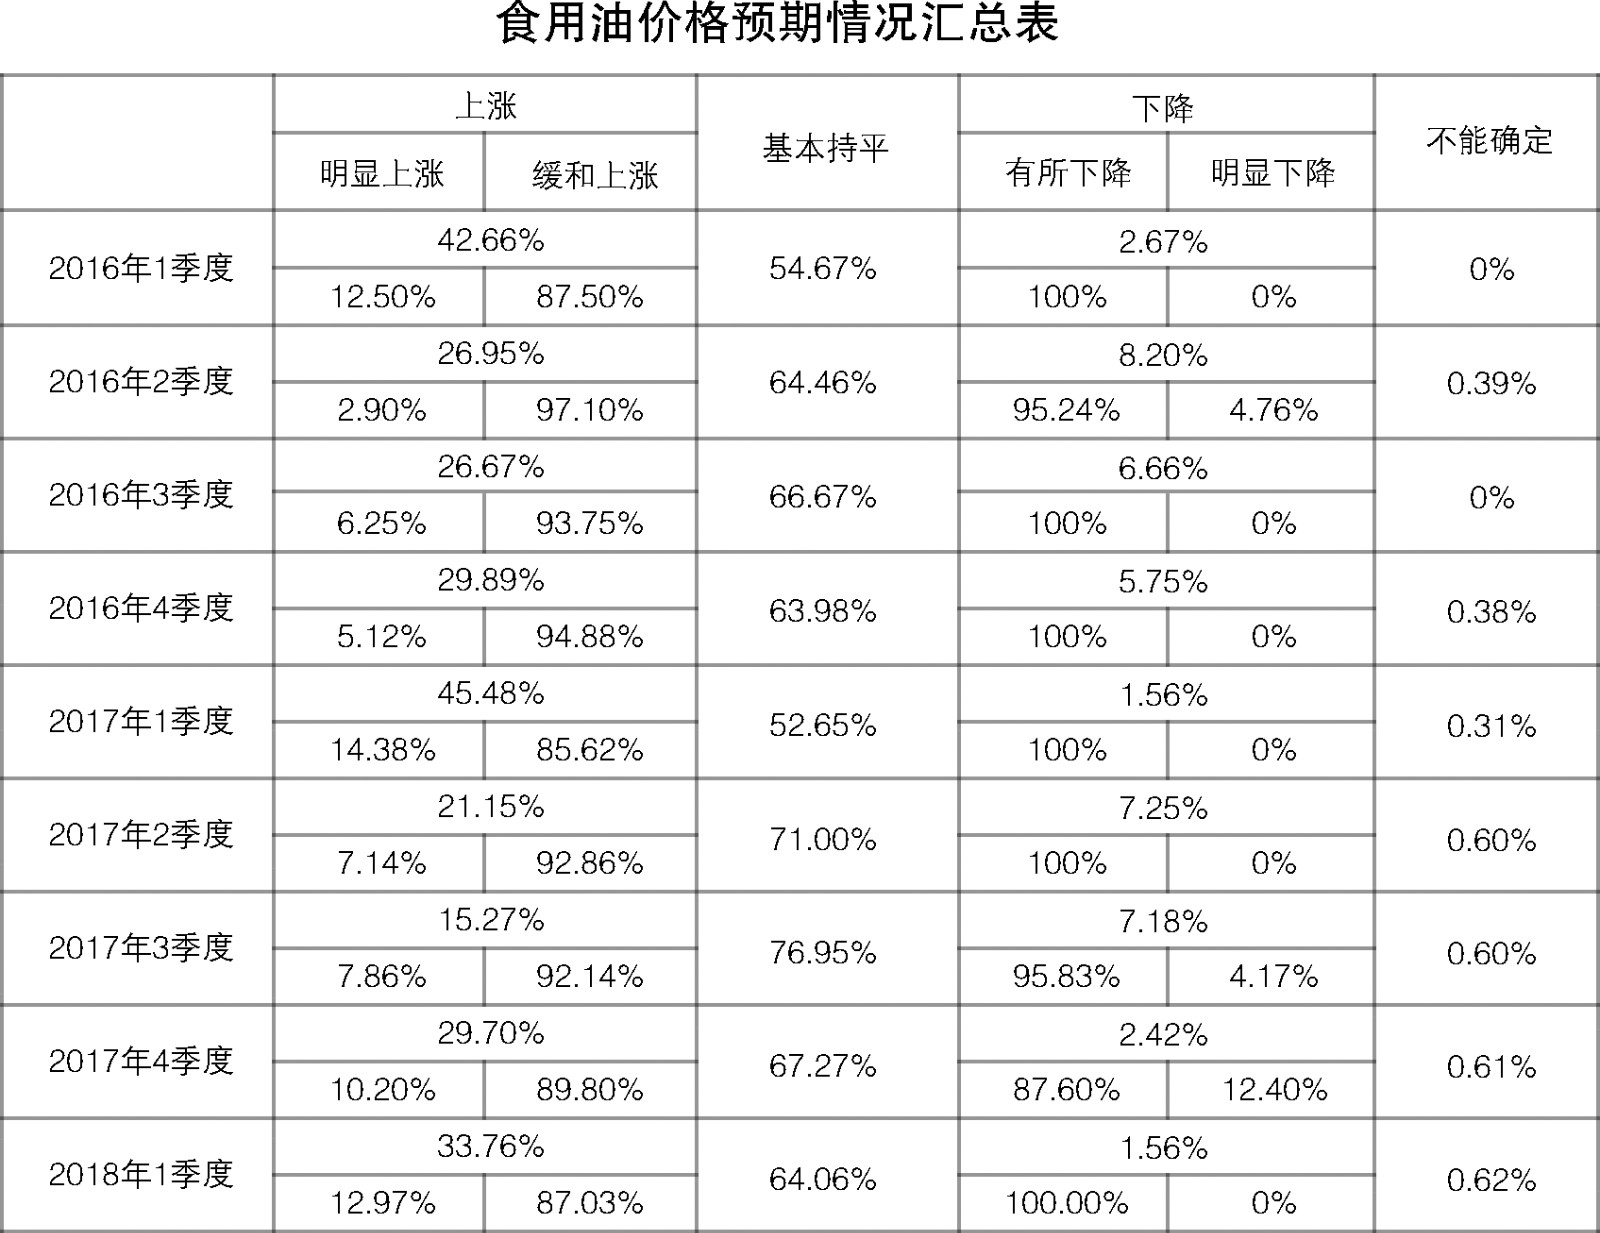 食用油价格预期情况汇总表
上涨 基本持平 下降 不能确定
明显上涨 缓和上涨 有所下降 明显下降
2016年1季度 42.66% 54.67% 2.67% 0%
12.50% 87.50% 100% 0%
2016年2季度 26.95% 64.46% 8.20% 0.39%
2.90% 97.10% 95.24% 4.76%
2016年3季度 26.67% 66.67% 6.66% 0%
6.25% 93.75% 100% 0%
2016年4季度 29.89% 63.98% 5.75% 0.38%
5.12% 94.88% 100% 0%
2017年1季度 45.48% 52.65% 1.56% 0.31%
14.38% 85.62% 100% 0%
2017年2季度 21.15% 71.00% 7.25% 0.60%
7.14% 92.86% 100% 0%
2017年3季度 15.27% 76.95% 7.18% 0.60%
7.86% 92.14% 95.83% 4.17%
2017年4季度 29.70% 67.27% 2.42% 0.61%
10.20% 89.80% 87.60% 12.40%
2018年1季度 33.76% 64.06% 1.56% 0.62%
12.97% 87.03% 100.00% 0%